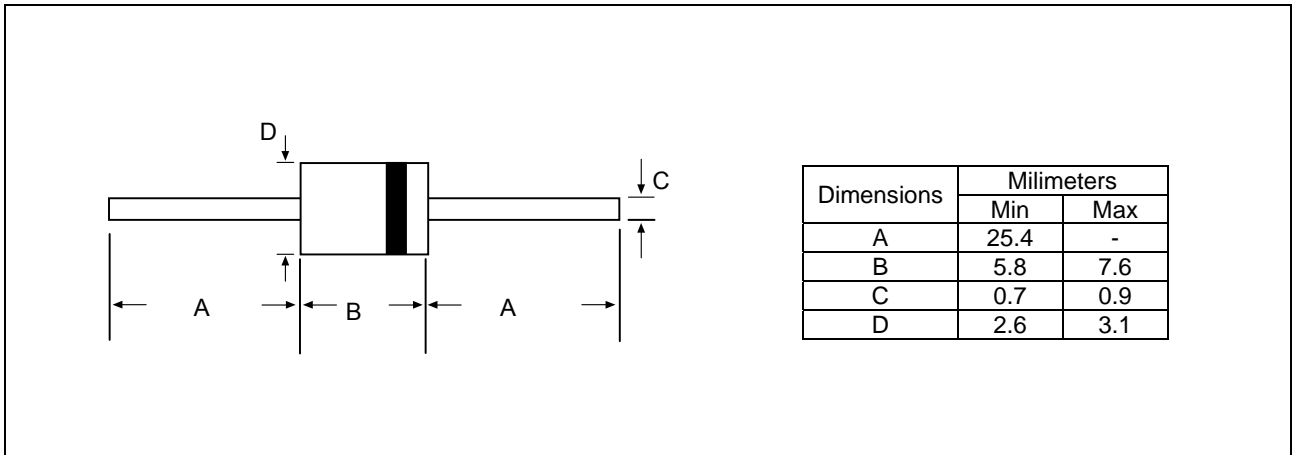 D
C
A
B
A
Dimensions Milimeters
Min Max
A 25.4 -
B 5.8 7.6
C 0.7 0.9
D 2.6 3.1